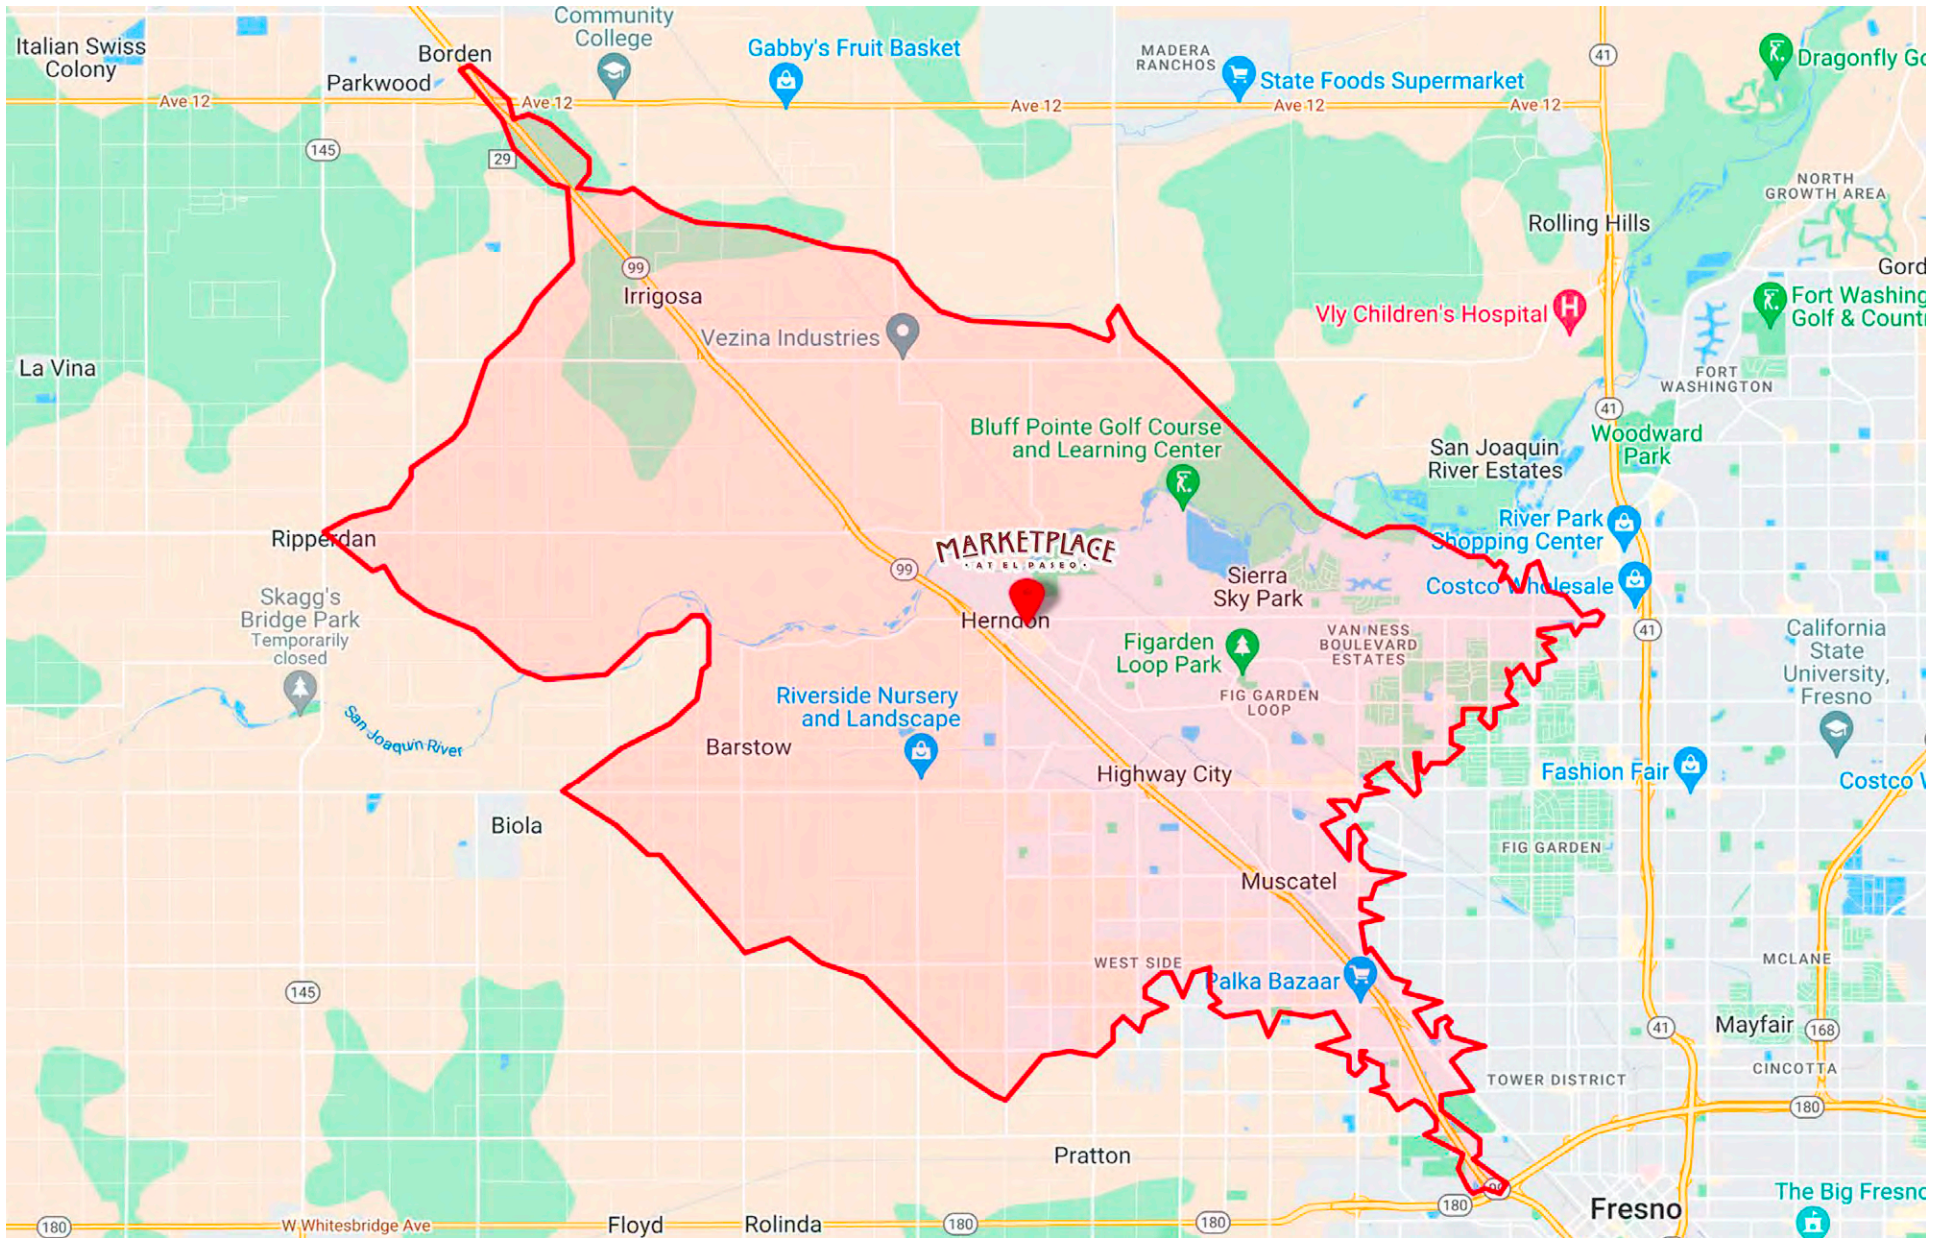 Community
College
Italian Swiss
Colony
Borden
Parkwood
Gabby's Fruit Basket
MADERA
RANCHOS
State Foods Supermarket
41
Dragonfly Go
Ave 12
Ave 12
Ave 12
Ave 12
Ave 12
145
29
NORTH
GROWTH AREA
Rolling Hills
99
Irrigosa
Gord
Vezina Industries
Vly Children's Hospital
H
Fort Washing
Golf & Countr
La Vina
FORT
WASHINGTON
41
Bluff Pointe Golf Course
and Learning Center
Woodward
Park
San Joaquin
River Estates
Ripperdan
River Park
Shopping Center
MARKETPLACE
• AT EL PASEO •
99
Sierra
Sky Park
Costco Wholesale
Skagg's
Bridge Park
Temporarily
closed
Herndon
Figarden
Loop Park
VAN NESS
BOULEVARD
ESTATES
41
California
State
University,
Fresno
FIG GARDEN
LOOP
Riverside Nursery
and Landscape
San Joaquin River
Barstow
Highway City
Fashion Fair
Costco W
Biola
FIG GARDEN
Muscatel
WEST SIDE
MCLANE
Palka Bazaar
145
41
Mayfair
168
CINCOTTA
TOWER DISTRICT
180
Pratton
99
180
The Big Fresno
Fresno
180
W Whitesbridge Ave
Floyd
Rolinda
180
180